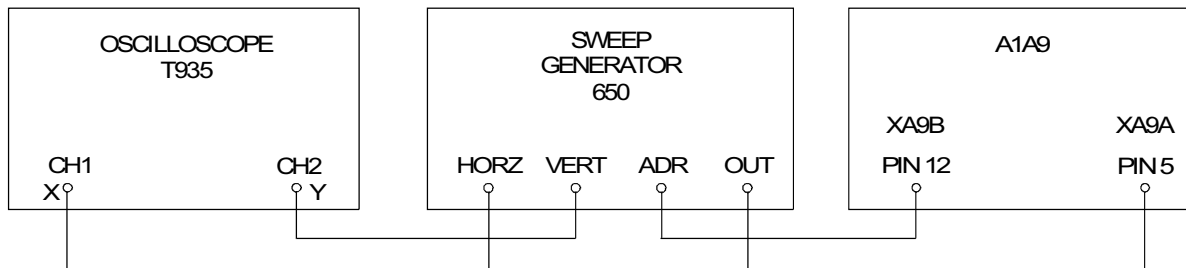 OSCILLOSCOPE
T935
CH1
X
CH2
Y
SWEEP
GENERATOR
650
HORZ VERT ADR OUT
A1A9
XA9B XA9A
PIN 12 PIN 5